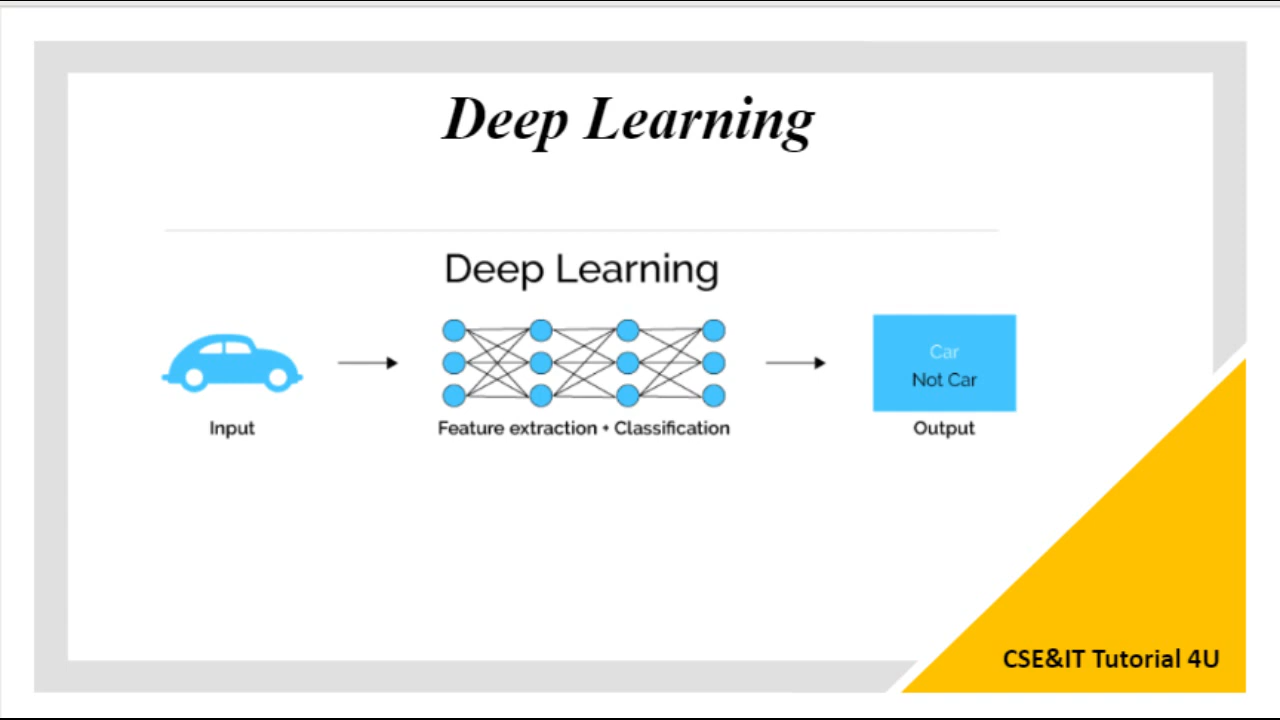 Deep Learning
Deep Learning
Car
Not Car
Input
Feature extraction + Classification
Output
CSE&IT Tutorial 4U